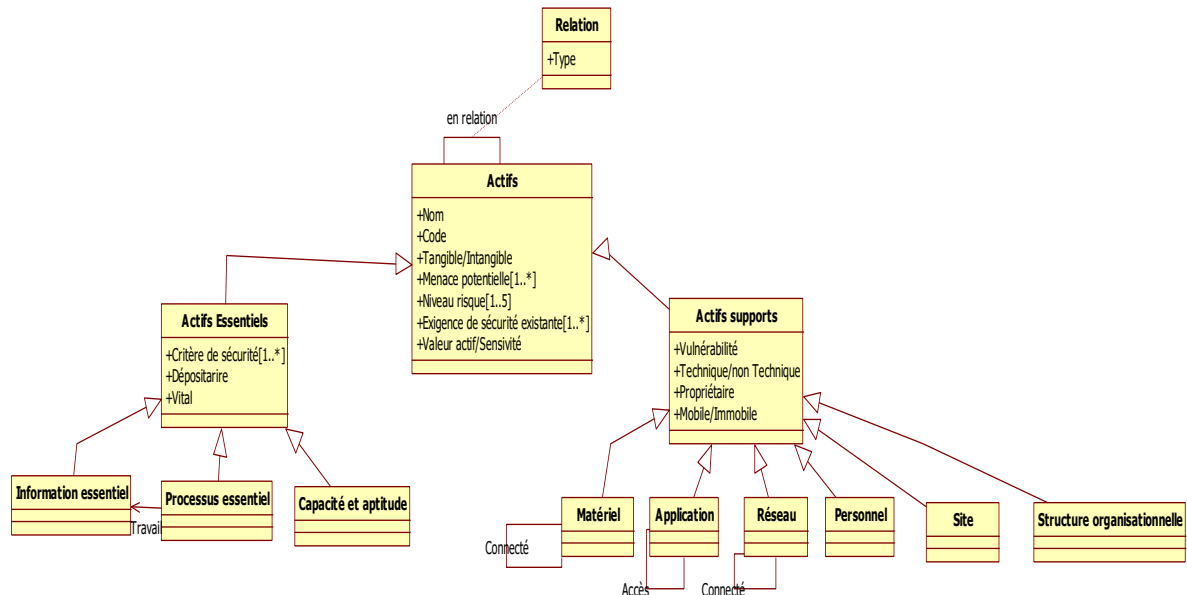 Relation
+Type
en relation
Actifs
+Nom
+Code
+Tangible/Intangible
+Menace potentielle[1..*]
+Niveau risque[1..5]
+Exigence de sécurité existante[1..*]
+Valeur actif/Sensivité
Actifs Essentiels
+Critère de sécurité[1..*]
+Dépositarire
+Vital
Actifs supports
+Vulnérabilité
+Technique/non Technique
+Propriétaire
+Mobile/Immobile
Information essentiel
Processus essentiel
Capacité et aptitude
Travail
Matériel
Application
Réseau
Personnel
Site
Structure organisationnelle
Connecté
Accès
Connecté